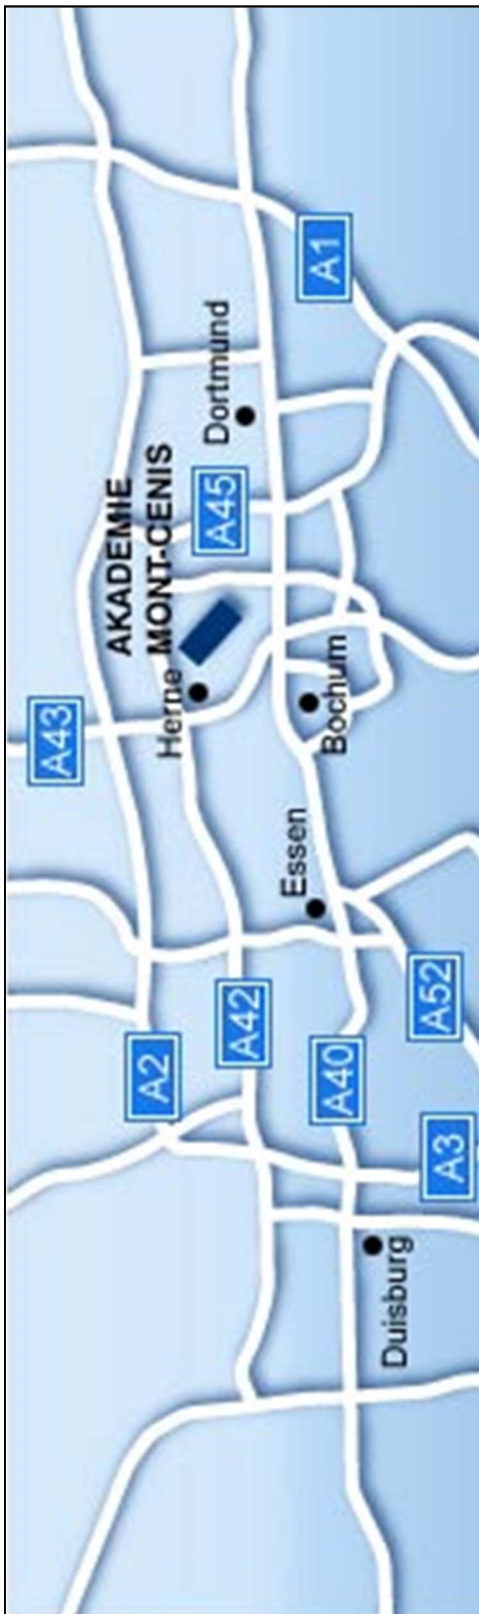 A43
AKADEMIE
MONT-CENIS
A2
Herne
A45
Dortmund
A42
Essen
A1
A40
Bochum
Duisburg
A52
A3